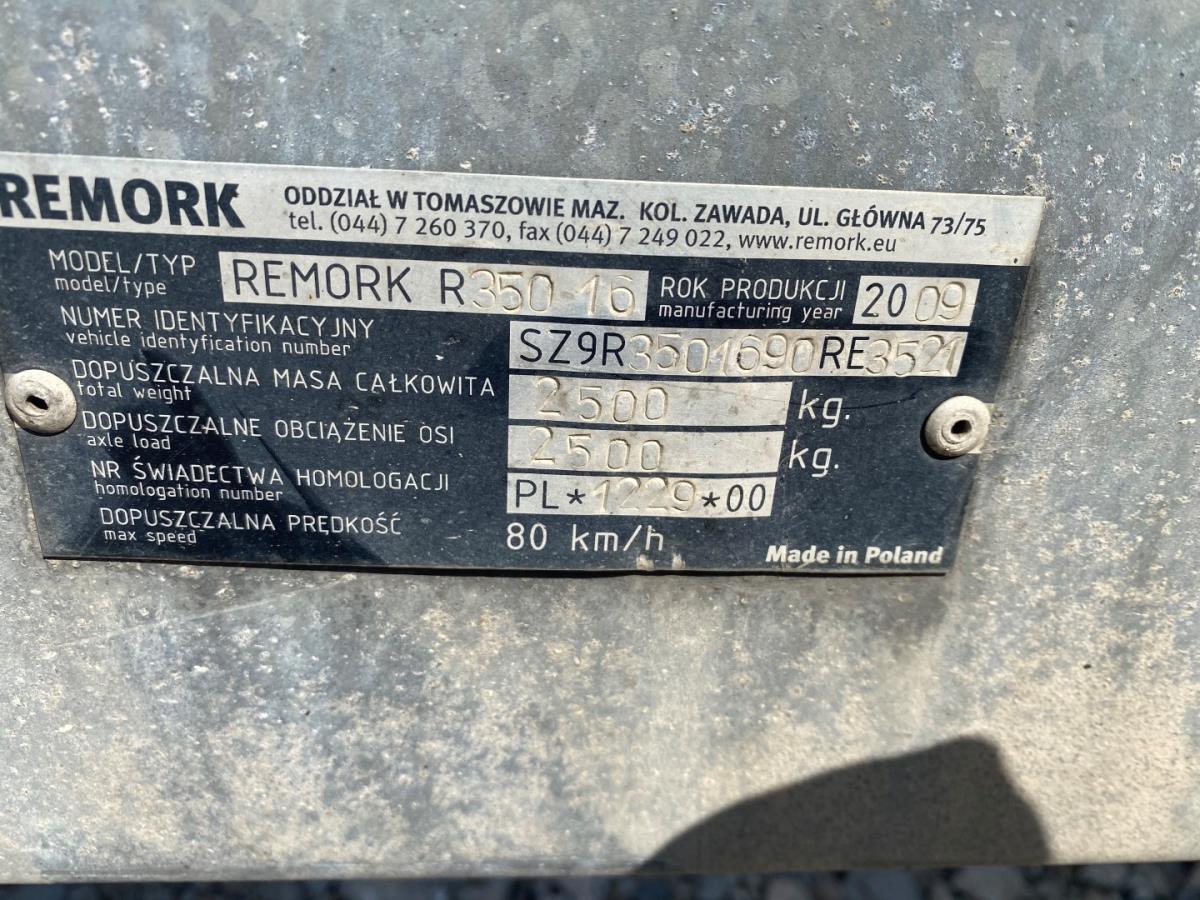 REMORK
ODDZIAŁ W TOMASZOWIE MAZ. KOL. ZAWADA, UL. GŁÓWNA 73/75
tel. (044) 7 260 370, fax (044) 7 249 022, www.remork.eu
MODEL/TYP REMORK R350-16 ROK PRODUKCJI 2009
model/type manufacturing year
NUMER IDENTYFIKACYJNY SZ9R3501690RE3521
vehicle identyfication number
DOPUSZCZALNA MASA CAŁKOWITA 2500 kg.
total weight
DOPUSZCZALNE OBCIĄŻENIE OSI 2500 kg.
axle load
NR ŚWIADECTWA HOMOLOGACJI PL*1229*00
homologation number
DOPUSZCZALNA PRĘDKOŚĆ 80 km/h
max speed
Made in Poland